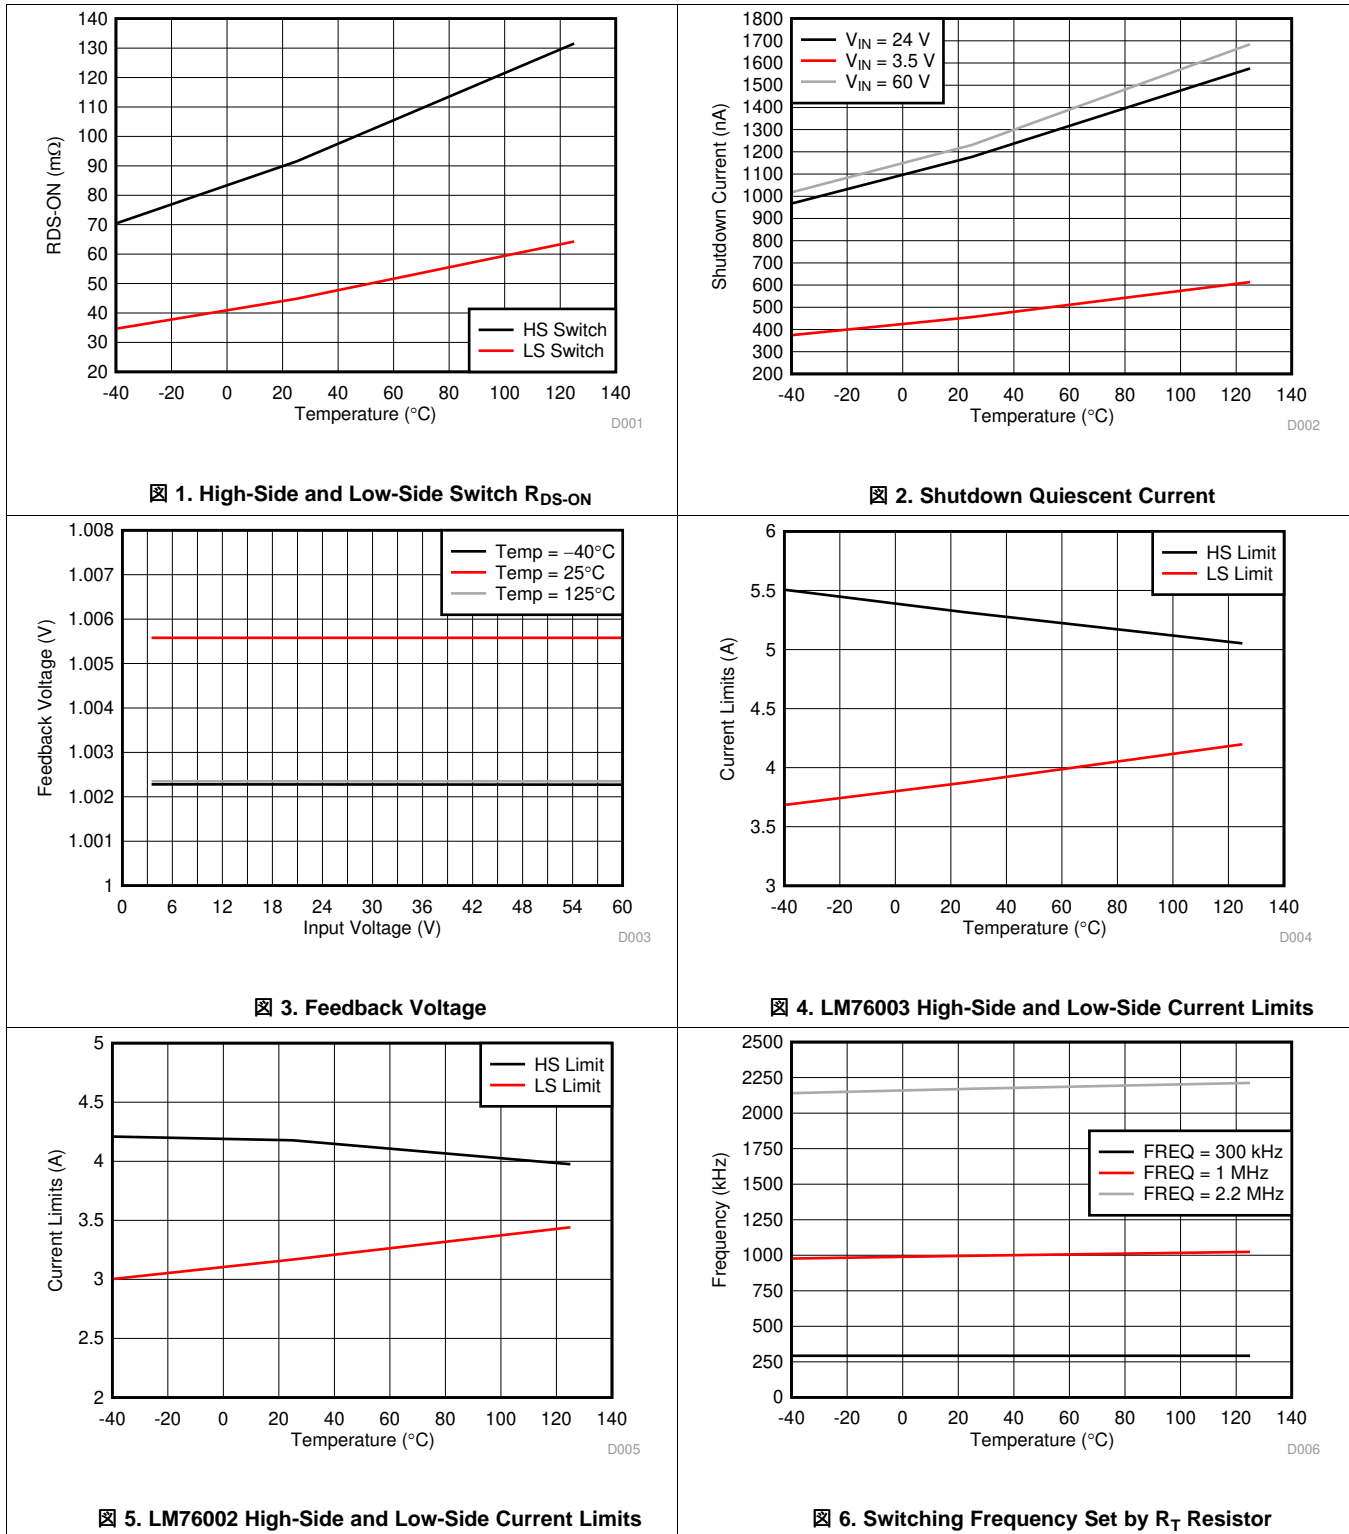 140
130
120
110
100
90
80
70
60
50
40
30
20
RDS-ON (mΩ)
HS Switch
LS Switch
-40 -20 0 20 40 60 80 100 120 140
Temperature (°C)
D001
図 1. High-Side and Low-Side Switch RDS-ON
1800
1700
1600
1500
1400
1300
1200
1100
1000
900
800
700
600
500
400
300
200
Shutdown Current (nA)
VIN = 24 V
VIN = 3.5 V
VIN = 60 V
-40 -20 0 20 40 60 80 100 120 140
Temperature (°C)
D002
図 2. Shutdown Quiescent Current
1.008
1.007
1.006
1.005
1.004
1.003
1.002
1.001
1
Feedback Voltage (V)
Temp = −40°C
Temp = 25°C
Temp = 125°C
0 6 12 18 24 30 36 42 48 54 60
Input Voltage (V)
D003
図 3. Feedback Voltage
6
5.5
5
4.5
4
3.5
3
Current Limits (A)
HS Limit
LS Limit
-40 -20 0 20 40 60 80 100 120 140
Temperature (°C)
D004
図 4. LM76003 High-Side and Low-Side Current Limits
5
4.5
4
3.5
3
2.5
2
Current Limits (A)
HS Limit
LS Limit
-40 -20 0 20 40 60 80 100 120 140
Temperature (°C)
D005
図 5. LM76002 High-Side and Low-Side Current Limits
2500
2250
2000
1750
1500
1250
1000
750
500
250
0
Frequency (kHz)
FREQ = 300 kHz
FREQ = 1 MHz
FREQ = 2.2 MHz
-40 -20 0 20 40 60 80 100 120 140
Temperature (°C)
D006
図 6. Switching Frequency Set by RT Resistor